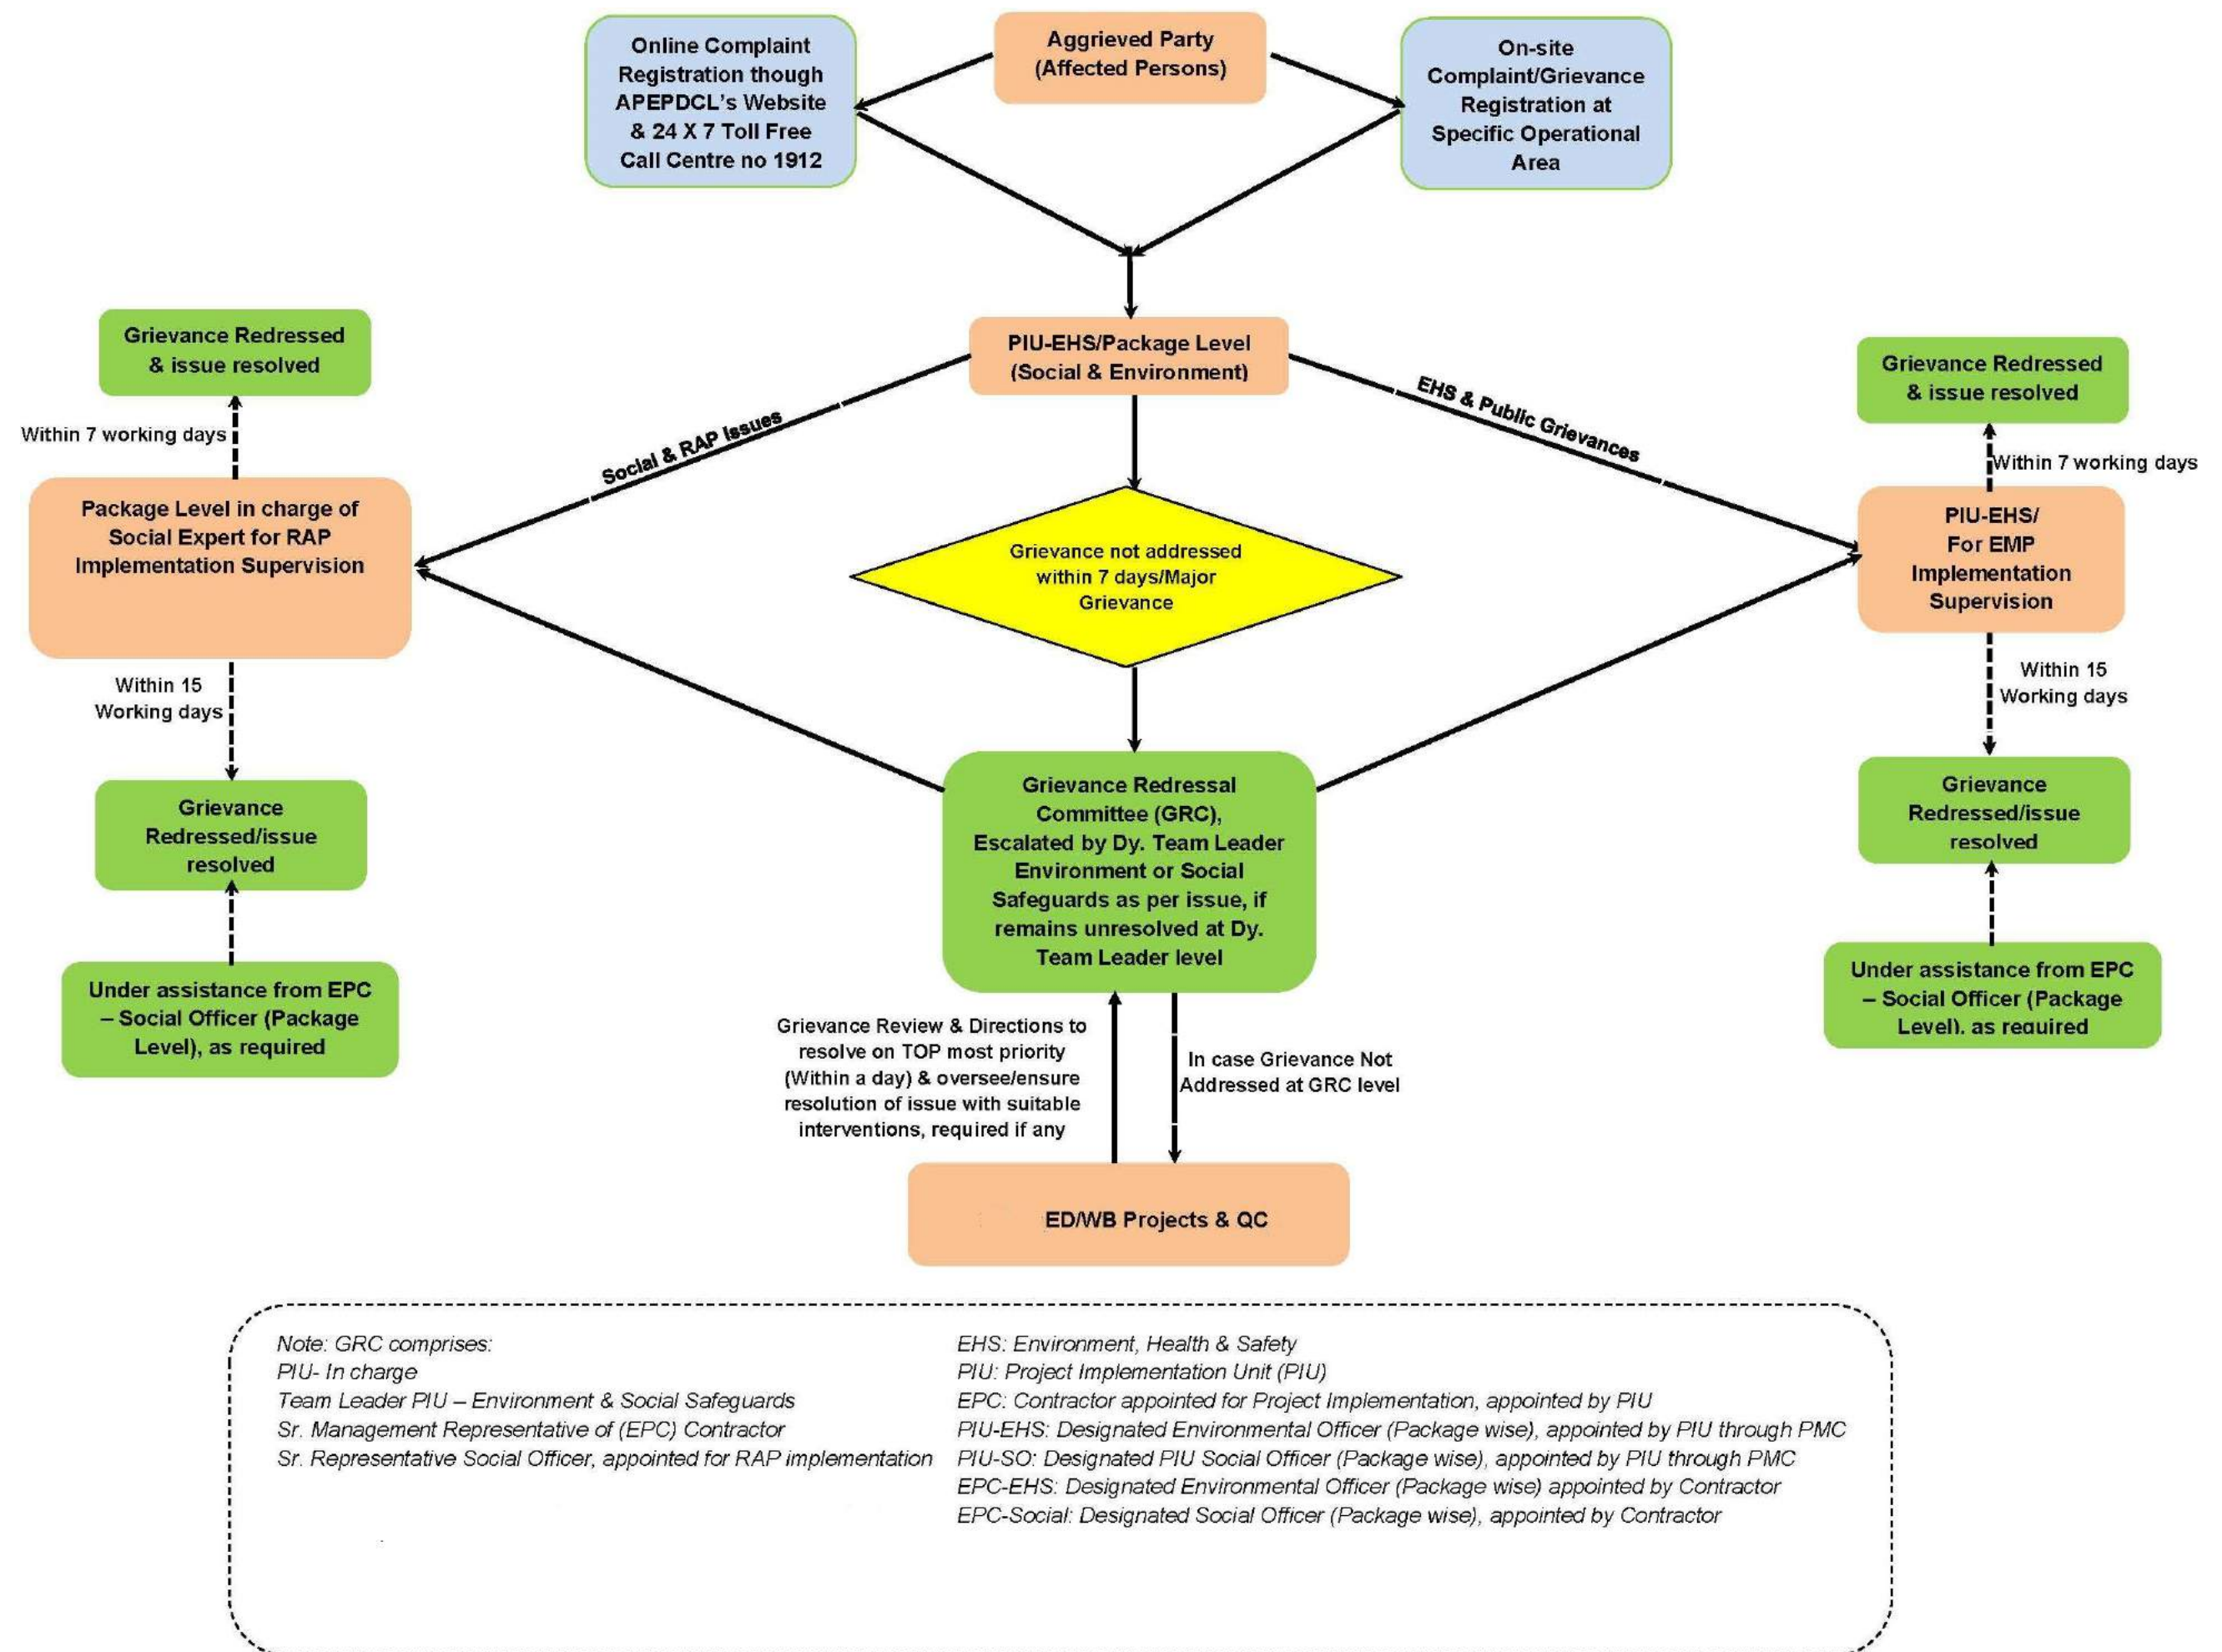 Online Complaint
Registration though
APEPDCL's Website
& 24 X 7 Toll Free
Call Centre no 1912
Aggrieved Party
(Affected Persons)
On-site
Complaint/Grievance
Registration at
Specific Operational
Area
Grievance Redressed
& issue resolved
Within 7 working days
Package Level in charge of
Social Expert for RAP
Implementation Supervision
Within 15
Working days
Grievance
Redressed/issue
resolved
Under assistance from EPC
– Social Officer (Package
Level), as required
Social & RAP Issues
PIU-EHS/Package Level
(Social & Environment)
EHS & Public Grievances
Grievance not addressed
within 7 days/Major
Grievance
Grievance Redressal
Committee (GRC),
Escalated by Dy. Team Leader
Environment or Social
Safeguards as per issue, if
remains unresolved at Dy.
Team Leader level
Grievance Review & Directions to
resolve on TOP most priority
(Within a day) & oversee/ensure
resolution of issue with suitable
interventions, required if any
In case Grievance Not
Addressed at GRC level
ED/WB Projects & QC
Grievance Redressed
& issue resolved
Within 7 working days
PIU-EHS/
For EMP
Implementation
Supervision
Within 15
Working days
Grievance
Redressed/issue
resolved
Under assistance from EPC
– Social Officer (Package
Level). as required
Note: GRC comprises:
PIU- In charge
Team Leader PIU – Environment & Social Safeguards
Sr. Management Representative of (EPC) Contractor
Sr. Representative Social Officer, appointed for RAP implementation
EHS: Environment, Health & Safety
PIU: Project Implementation Unit (PIU)
EPC: Contractor appointed for Project Implementation, appointed by PIU
PIU-EHS: Designated Environmental Officer (Package wise), appointed by PIU through PMC
PIU-SO: Designated PIU Social Officer (Package wise), appointed by PIU through PMC
EPC-EHS: Designated Environmental Officer (Package wise) appointed by Contractor
EPC-Social: Designated Social Officer (Package wise), appointed by Contractor